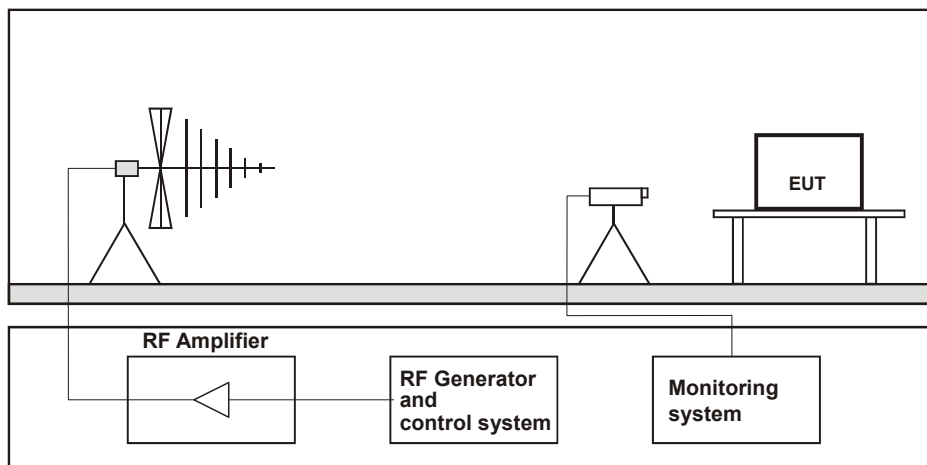 EUT
RF Amplifier
RF Generator
and
control system
Monitoring
system